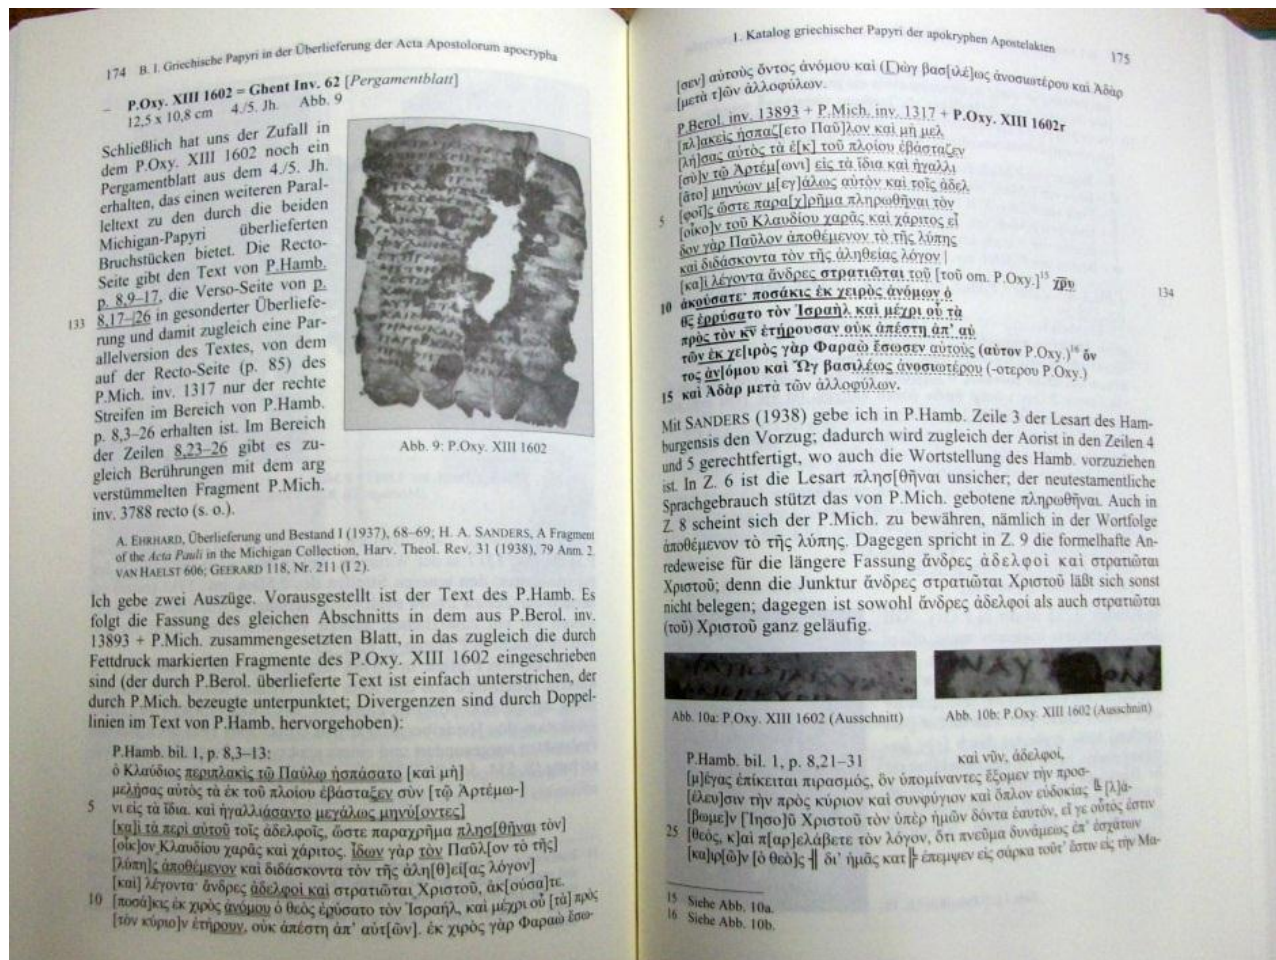 174 B. I. Griechische Papyri in der Überlieferung der Acta Apostolorum apocrypha
– P.Oxy. XIII 1602 = Ghent Inv. 62 [Pergamentblatt]
12,5 x 10,8 cm 4./5. Jh. Abb. 9
Schließlich hat uns der Zufall in
dem P.Oxy. XIII 1602 noch ein
Pergamentblatt aus dem 4./5. Jh.
erhalten, das einen weiteren Paral-
leltext zu den durch die beiden
Michigan-Papyri überlieferten
Bruchstücken bietet. Die Recto-
Seite gibt den Text von P.Hamb.
p. 8,9–17, die Verso-Seite von p.
133 8,17–|26 in gesonderter Überliefe-
rung und damit zugleich eine Par-
allelversion des Textes, von dem
auf der Recto-Seite (p. 85) des
P.Mich. inv. 1317 nur der rechte
Streifen im Bereich von P.Hamb.
p. 8,3–26 erhalten ist. Im Bereich
der Zeilen 8,23–26 gibt es zu-
gleich Berührungen mit dem arg
verstümmelten Fragment P.Mich.
inv. 3788 recto (s. o.).
Abb. 9: P.Oxy. XIII 1602
A. EHRHARD, Überlieferung und Bestand I (1937), 68–69; H. A. SANDERS, A Fragment
of the Acta Pauli in the Michigan Collection, Harv. Theol. Rev. 31 (1938), 79 Anm. 2.
VAN HAELST 606; GEERARD 118, Nr. 211 (I 2).
Ich gebe zwei Auszüge. Vorausgestellt ist der Text des P.Hamb. Es
folgt die Fassung des gleichen Abschnitts in dem aus P.Berol. inv.
13893 + P.Mich. zusammengesetzten Blatt, in das zugleich die durch
Fettdruck markierten Fragmente des P.Oxy. XIII 1602 eingeschrieben
sind (der durch P.Berol. überlieferte Text ist einfach unterstrichen, der
durch P.Mich. bezeugte unterpunktet; Divergenzen sind durch Doppel-
linien im Text von P.Hamb. hervorgehoben):
P.Hamb. bil. 1, p. 8,3–13:
ὁ Κλαύδιος περιπλακὶς τῷ Παύλῳ ἠσπάσατο [καὶ μὴ]
μελήσας αὐτὸς τὰ ἐκ τοῦ πλοίου ἐβάσταξεν σὺν [τῷ Ἀρτέμω-]
5 νι εἰς τὰ ἴδια. καὶ ἠγαλλιάσαντο μεγάλως μηνύ[οντες]
[κα]ὶ τὰ περὶ αὐτοῦ τοῖς ἀδελφοῖς, ὥστε παραχρῆμα πλησ[θῆναι τὸν]
[οἶκ]ον Κλαυδίου χαρᾶς καὶ χάριτος. ἴδων γὰρ τὸν Παῦλ[ον τὸ τῆς]
[λύπη]ς ἀποθέμενον καὶ διδάσκοντα τὸν τῆς ἀλη[θ]εί[ας λόγον]
[καὶ] λέγοντα· ἄνδρες ἀδελφοὶ καὶ στρατιῶται Χριστοῦ, ἀκ[ούσα]τε.
10 [ποσά]κις ἐκ χιρὸς ἀνόμου ὁ θεὸς ἐρύσατο τὸν Ἰσραήλ, καὶ μέχρι οὗ [τὰ] πρὸς
[τὸν κύριο]ν ἐτήρουν, οὐκ ἀπέστη ἀπ' αὐτ[ῶν]. ἐκ χιρὸς γὰρ Φαραὼ ἔσω-
1. Katalog griechischer Papyri der apokryphen Apostelakten 175
[σεν] αὐτοὺς ὄντος ἀνόμου καὶ (Γ)ὼγ βασ[ιλέ]ως ἀνοσιωτέρου καὶ Ἀδὰρ
[μετὰ τ]ῶν ἀλλοφύλων.
P.Berol. inv. 13893 + P.Mich. inv. 1317 + P.Oxy. XIII 1602r
[πλ]ακεὶς ἠσπαζ[ετο Παῦ]λον καὶ μὴ μελ
[λή]σας αὐτὸς τὰ ἐ[κ] τοῦ πλοίου ἐβάσταζεν
[σὺ]ν τῷ Ἀρτέμ[ωνι] εἰς τὰ ἴδια καὶ ἠγαλλι
[ᾶτο] μηνύων μ[εγ]άλως αὐτὸν καὶ τοῖς ἀδελ
5 [φοῖ]ς ὥστε παρα[χ]ρῆμα πληρωθῆναι τὸν
[οἶκο]ν τοῦ Κλαυδίου χαρᾶς καὶ χάριτος εἶ
δον γὰρ Παῦλον ἀποθέμενον τὸ τῆς λύπης
καὶ διδάσκοντα τὸν τῆς ἀληθείας λόγον |
[κα]ὶ λέγοντα ἄνδρες στρατιῶται τοῦ [τοῦ om. P.Oxy.]15 χρυ 134
10 ἀκούσατε· ποσάκις ἐκ χειρὸς ἀνόμων ὁ
θς ἐρρύσατο τὸν Ἰσραὴλ καὶ μέχρι οὗ τὰ
πρὸς τὸν κν ἐτήρουσαν οὐκ ἀπέστη ἀπ' αὐ
τῶν ἐκ χε[ι]ρὸς γὰρ Φαραὼ ἔσωσεν αὐτοὺς (αὐτον P.Oxy.)16 ὄν
τος ἀν[όμου καὶ Ὢγ βασιλέως ἀνοσιωτέρου (-οτερου P.Oxy.)
15 καὶ Ἀδὰρ μετὰ τῶν ἀλλοφύλων.
Mit SANDERS (1938) gebe ich in P.Hamb. Zeile 3 der Lesart des Ham-
burgensis den Vorzug; dadurch wird zugleich der Aorist in den Zeilen 4
und 5 gerechtfertigt, wo auch die Wortstellung des Hamb. vorzuziehen
ist. In Z. 6 ist die Lesart πλησ[θῆναι unsicher; der neutestamentliche
Sprachgebrauch stützt das von P.Mich. gebotene πληρωθῆναι. Auch in
Z. 8 scheint sich der P.Mich. zu bewähren, nämlich in der Wortfolge
ἀποθέμενον τὸ τῆς λύπης. Dagegen spricht in Z. 9 die formelhafte An-
redeweise für die längere Fassung ἄνδρες ἀδελφοὶ καὶ στρατιῶται
Χριστοῦ; denn die Junktur ἄνδρες στρατιῶται Χριστοῦ läßt sich sonst
nicht belegen; dagegen ist sowohl ἄνδρες ἀδελφοί als auch στρατιῶται
(τοῦ) Χριστοῦ ganz geläufig.
Abb. 10a: P.Oxy. XIII 1602 (Ausschnitt) Abb. 10b: P.Oxy. XIII 1602 (Ausschnitt)
P.Hamb. bil. 1, p. 8,21–31 καὶ νῦν, ἀδελφοί,
[μ]έγας ἐπίκειται πιρασμός, ὃν ὑπομίναντες ἕξομεν τὴν προσ-
[έλευ]σιν τὴν πρὸς κύριον καὶ συνφύγιον καὶ ὅπλον εὐδοκίας ╚ [λ]ά-
[βωμε]ν [Ἰησο]ῦ Χριστοῦ τὸν ὑπὲρ ἡμῶν δόντα ἑαυτόν, εἴ γε οὗτός ἐστιν
25 [θεός, κ]αὶ π[αρ]ελάβετε τὸν λόγον, ὅτι πνεῦμα δυνάμεως ἐπ' ἐσχάτων
[κα]ιρ[ῶ]ν [ὁ θεὸ]ς ╣ δι' ἡμᾶς κατ╠ έπεμψεν εἰς σάρκα τοῦτ' ἔστιν εἰς τὴν Μα-
15 Siehe Abb. 10a.
16 Siehe Abb. 10b.